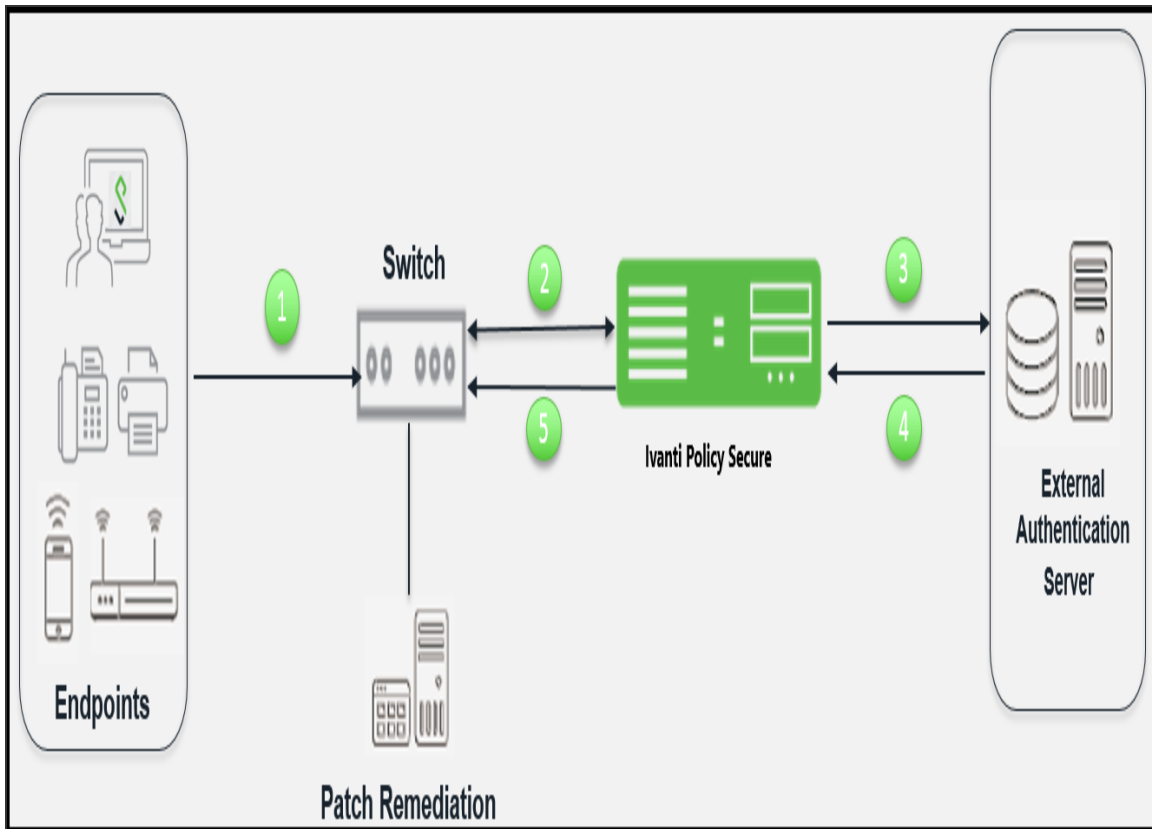 1
Switch
2
3
5
4
Ivanti Policy Secure
External
Authentication
Server
Endpoints
Patch Remediation